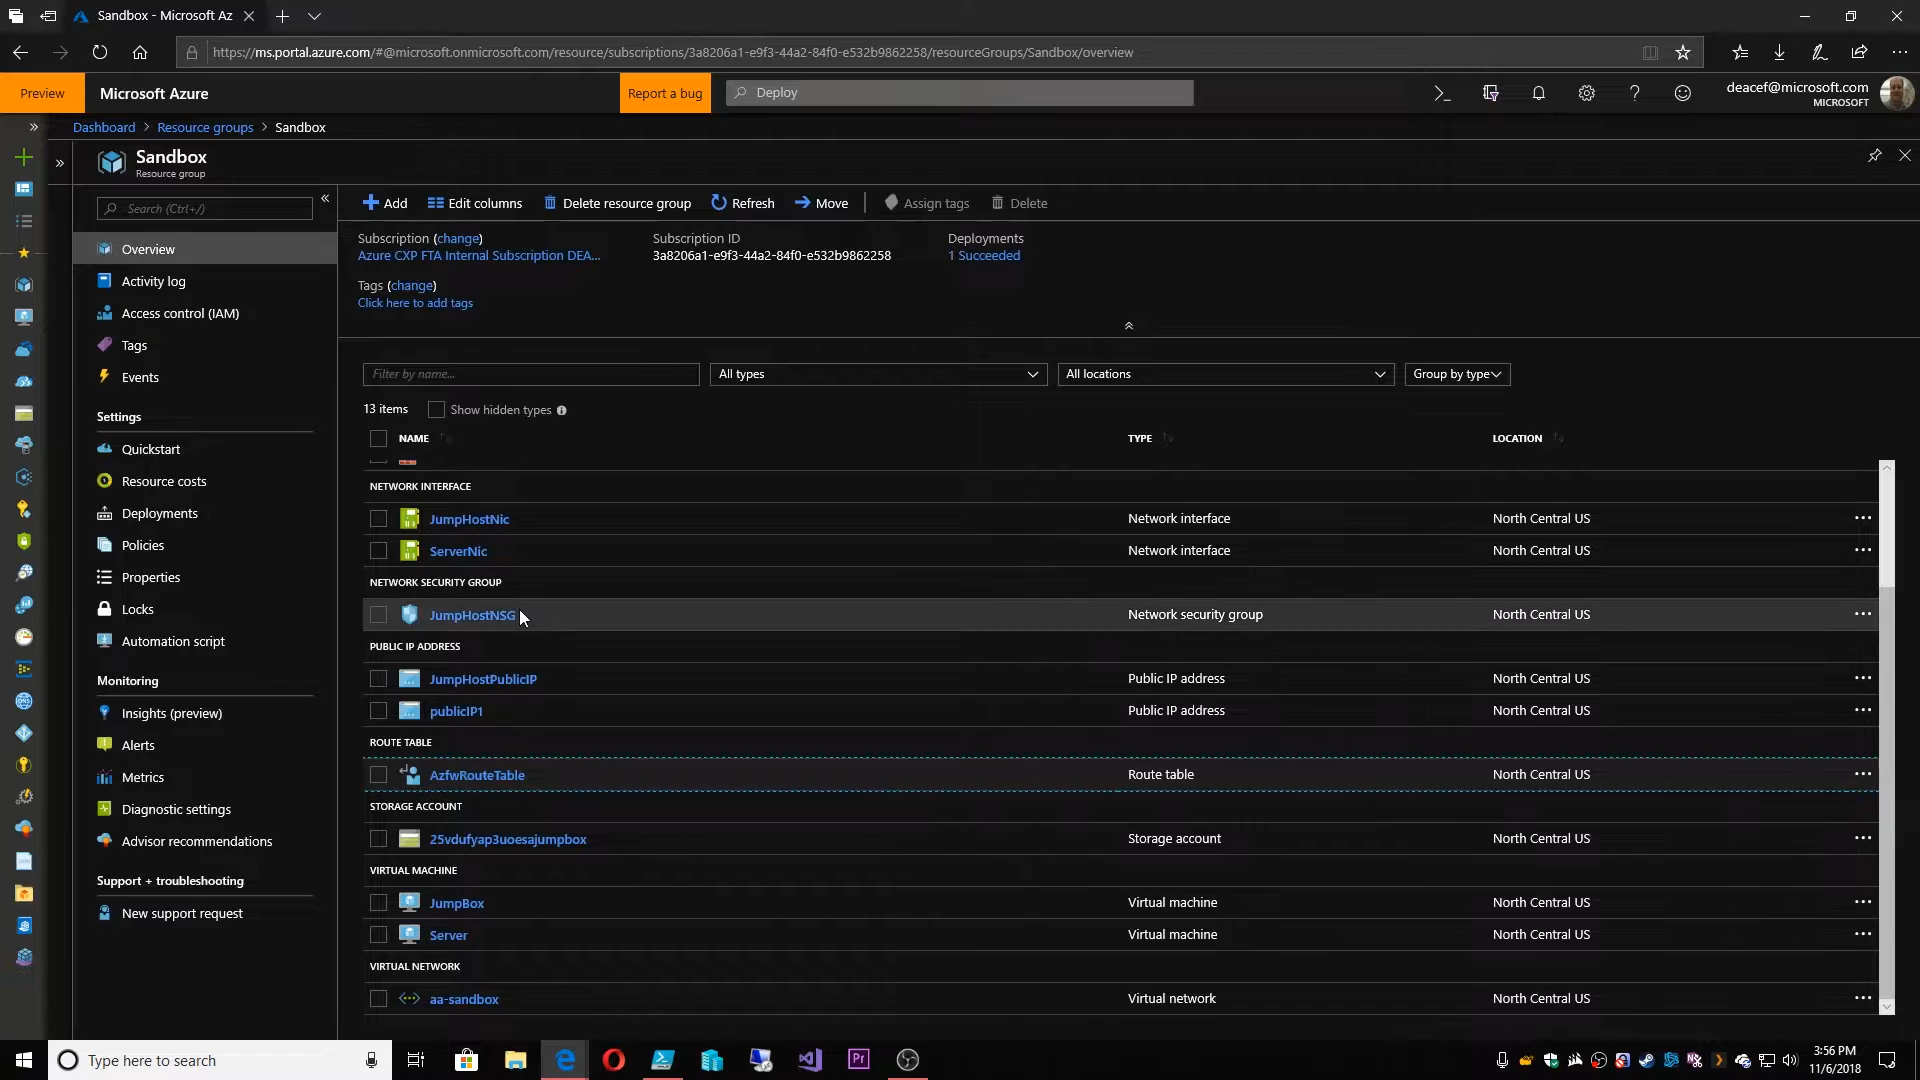 Sandbox - Microsoft Az
https://ms.portal.azure.com/#@microsoft.onmicrosoft.com/resource/subscriptions/3a8206a1-e9f3-44a2-84f0-e532b9862258/resourceGroups/Sandbox/overview
Preview
Microsoft Azure
Report a bug
Deploy
deacef@microsoft.com
MICROSOFT
Dashboard
Resource groups
Sandbox
Sandbox
Resource group
Search (Ctrl+/)
Add
Edit columns
Delete resource group
Refresh
Move
Assign tags
Delete
Overview
Activity log
Access control (IAM)
Tags
Events
Settings
Quickstart
Resource costs
Deployments
Policies
Properties
Locks
Automation script
Monitoring
Insights (preview)
Alerts
Metrics
Diagnostic settings
Advisor recommendations
Support + troubleshooting
New support request
Subscription (change)
Azure CXP FTA Internal Subscription DEA...
Subscription ID
3a8206a1-e9f3-44a2-84f0-e532b9862258
Deployments
1 Succeeded
Tags (change)
Click here to add tags
Filter by name...
All types
All locations
Group by type
13 items
Show hidden types
NAME TYPE LOCATION
NETWORK INTERFACE
JumpHostNic Network interface North Central US
ServerNic Network interface North Central US
NETWORK SECURITY GROUP
JumpHostNSG Network security group North Central US
PUBLIC IP ADDRESS
JumpHostPublicIP Public IP address North Central US
publicIP1 Public IP address North Central US
ROUTE TABLE
AzfwRouteTable Route table North Central US
STORAGE ACCOUNT
25vdufyap3uoesajumpbox Storage account North Central US
VIRTUAL MACHINE
JumpBox Virtual machine North Central US
Server Virtual machine North Central US
VIRTUAL NETWORK
aa-sandbox Virtual network North Central US
Type here to search
Pr
3:56 PM
11/6/2018